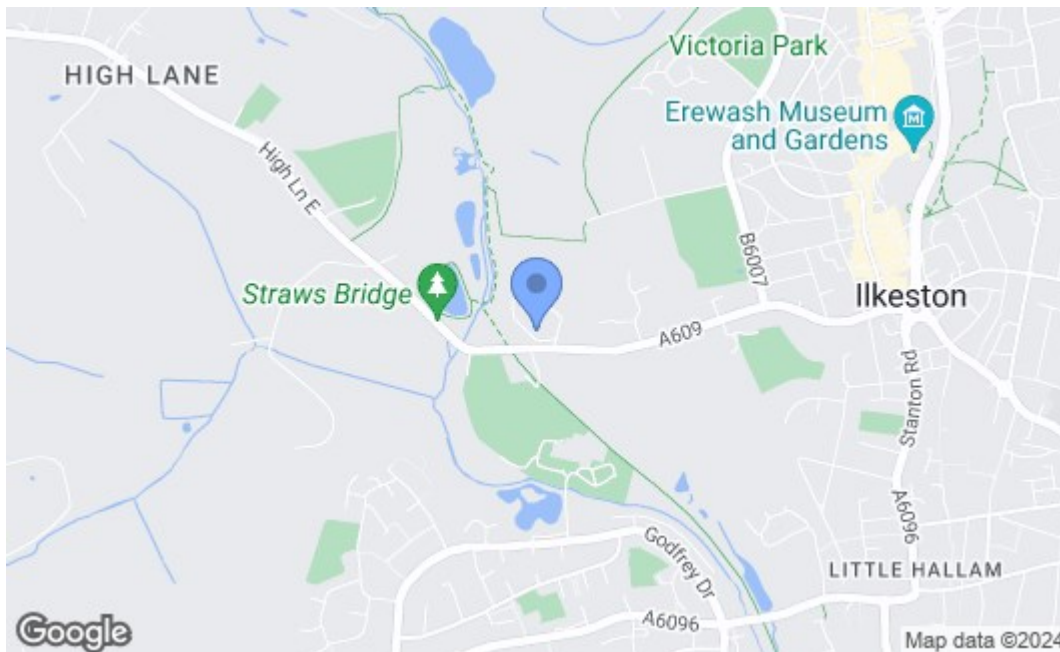 Victoria Park
HIGH LANE
Erewash Museum
and Gardens
M
High Ln E
B6007
Straws Bridge
Ilkeston
A609
Stanton Rd
A6096
Godfrey Dr
LITTLE HALLAM
A6096
Google
Map data ©2024